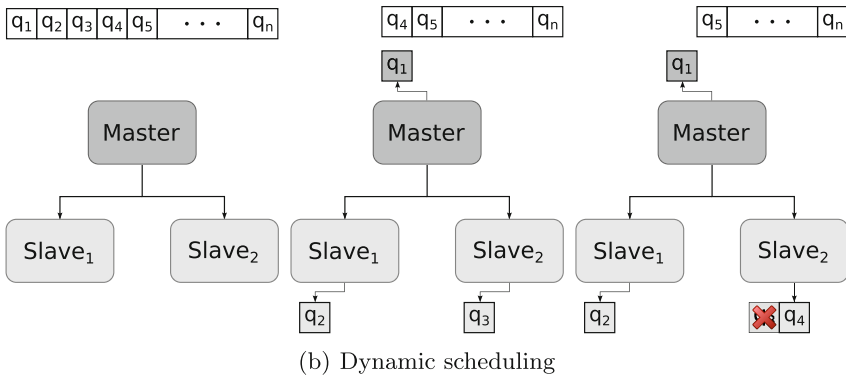 q₁ q₂ q₃ q₄ q₅ · · · qₙ
q₄ q₅ · · · qₙ
q₅ · · · qₙ
q₁
q₁
Master
Master
Master
Slave₁
Slave₂
Slave₁
Slave₂
Slave₁
Slave₂
q₂
q₃
q₂
q₄
(b) Dynamic scheduling